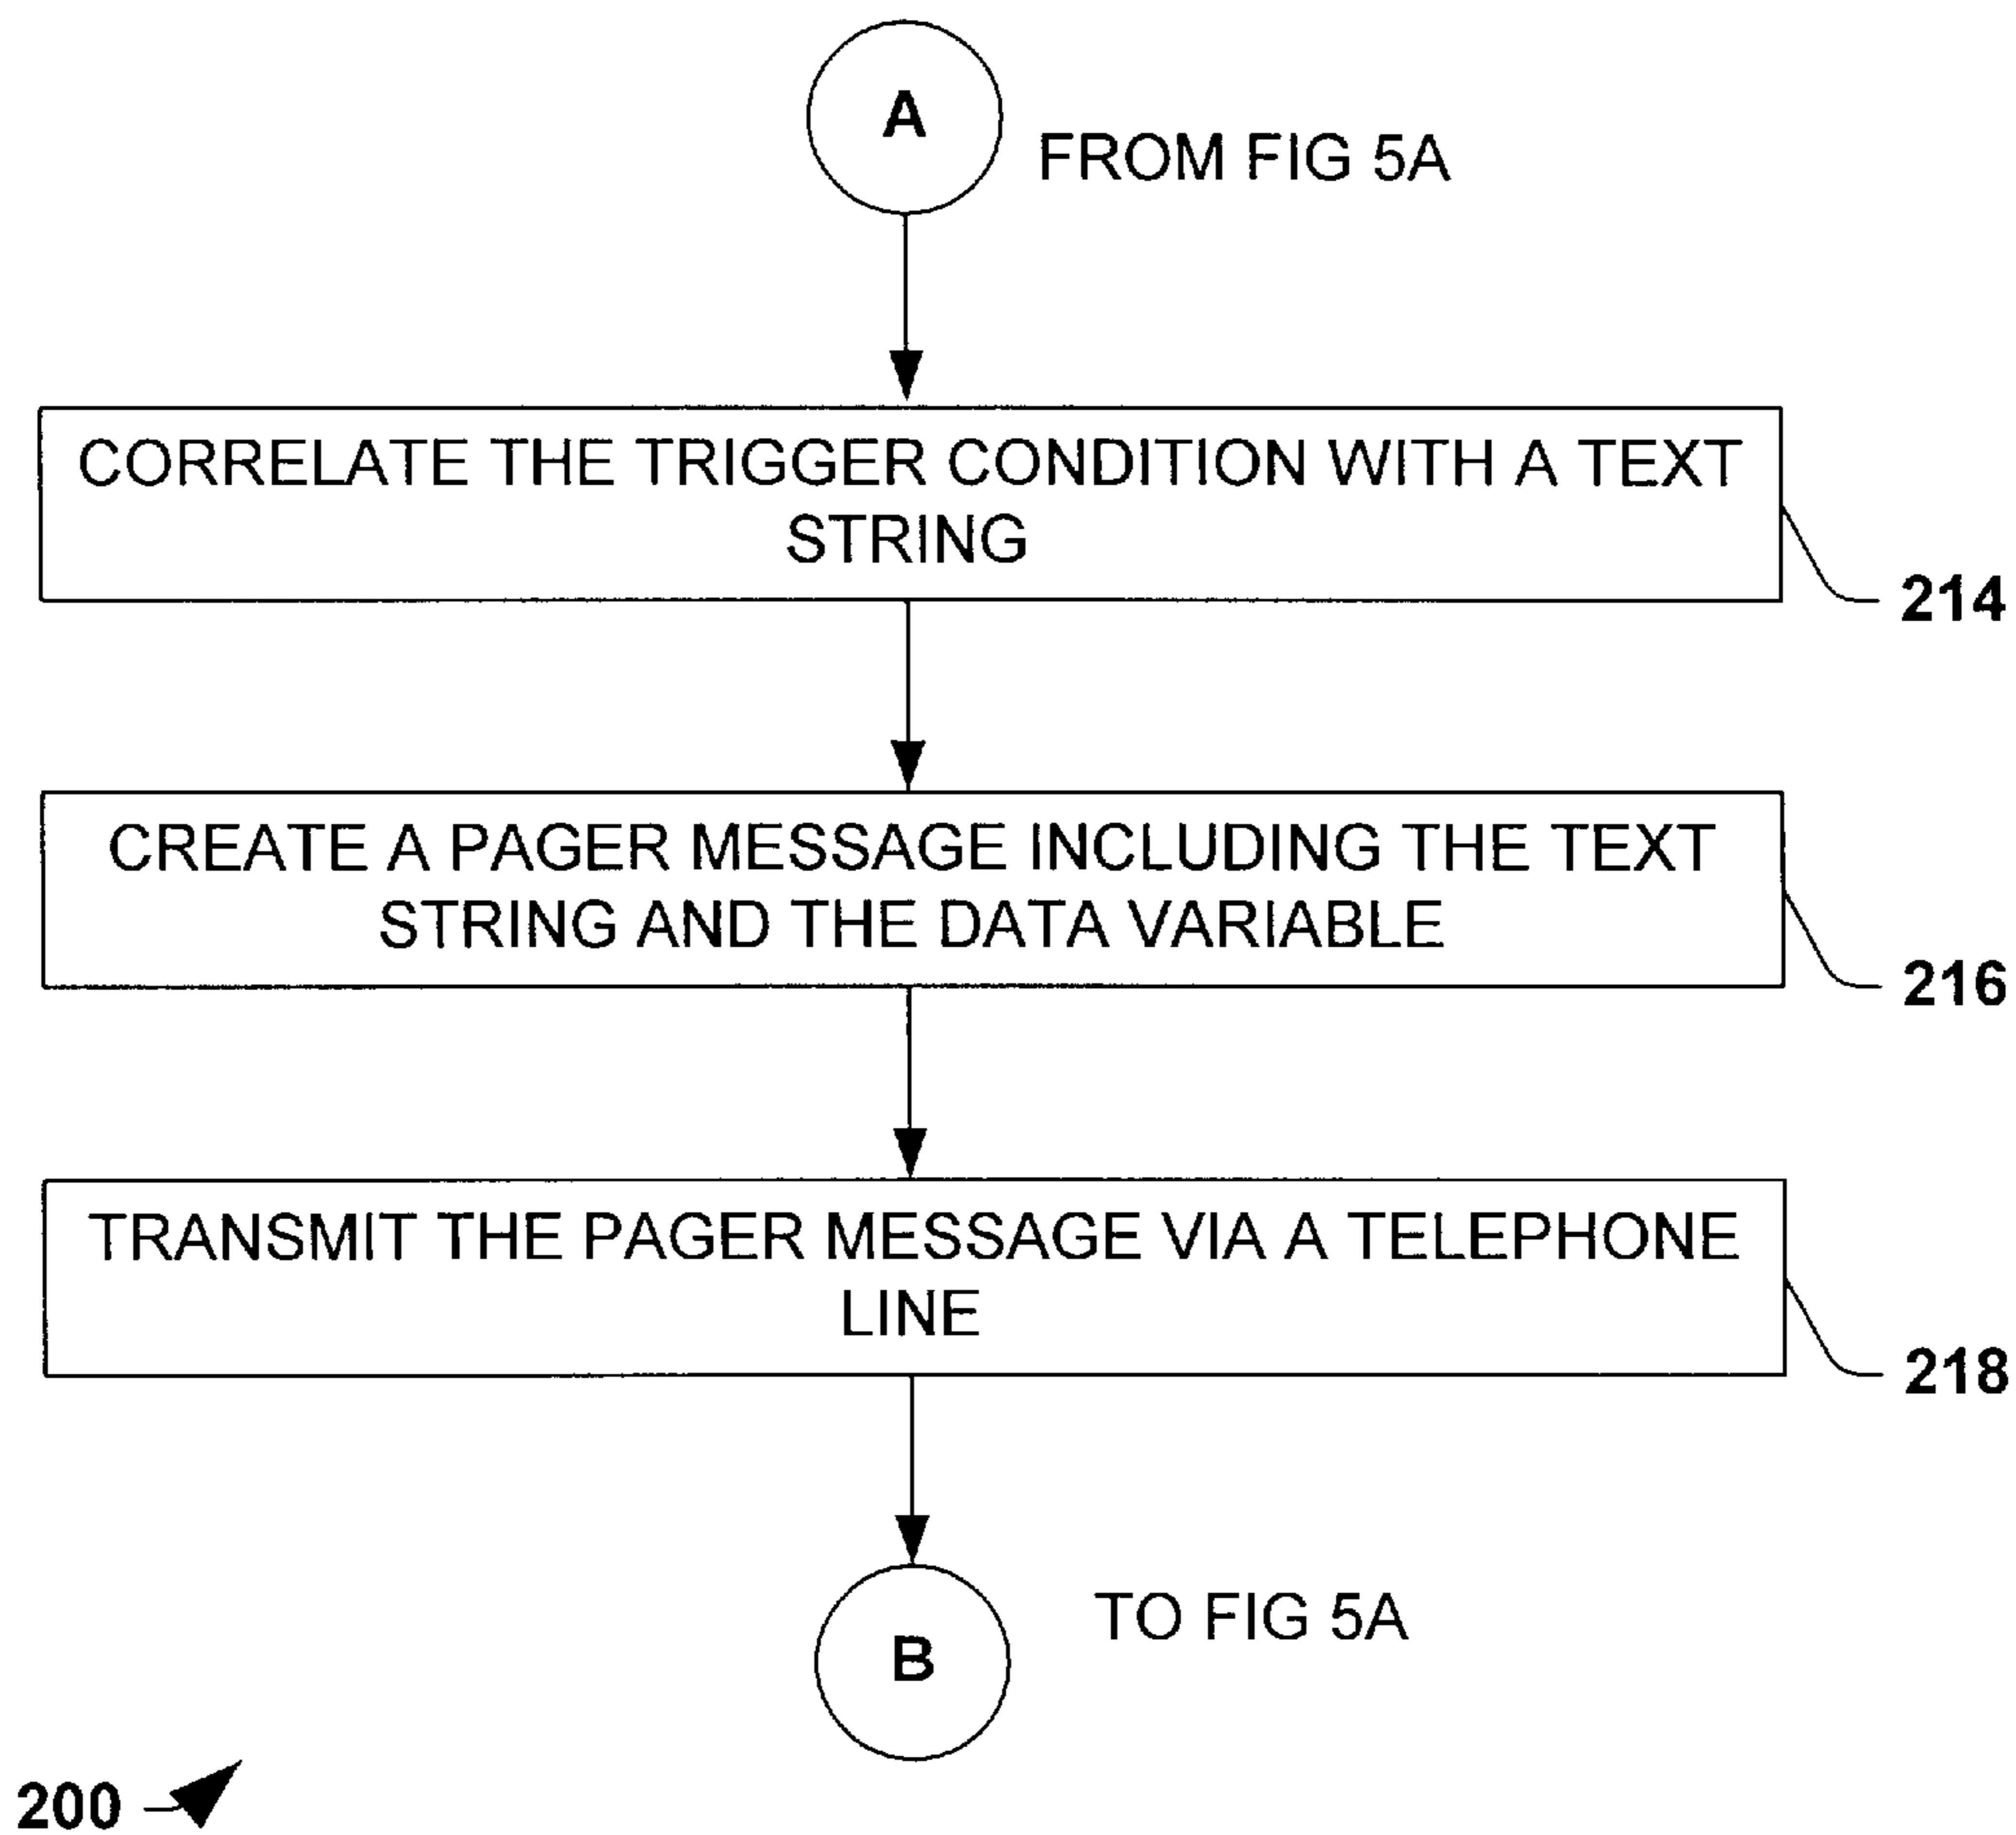 A
FROM FIG 5A
CORRELATE THE TRIGGER CONDITION WITH A TEXT
STRING
214
CREATE A PAGER MESSAGE INCLUDING THE TEXT
STRING AND THE DATA VARIABLE
216
TRANSMIT THE PAGER MESSAGE VIA A TELEPHONE
LINE
218
TO FIG 5A
B
200